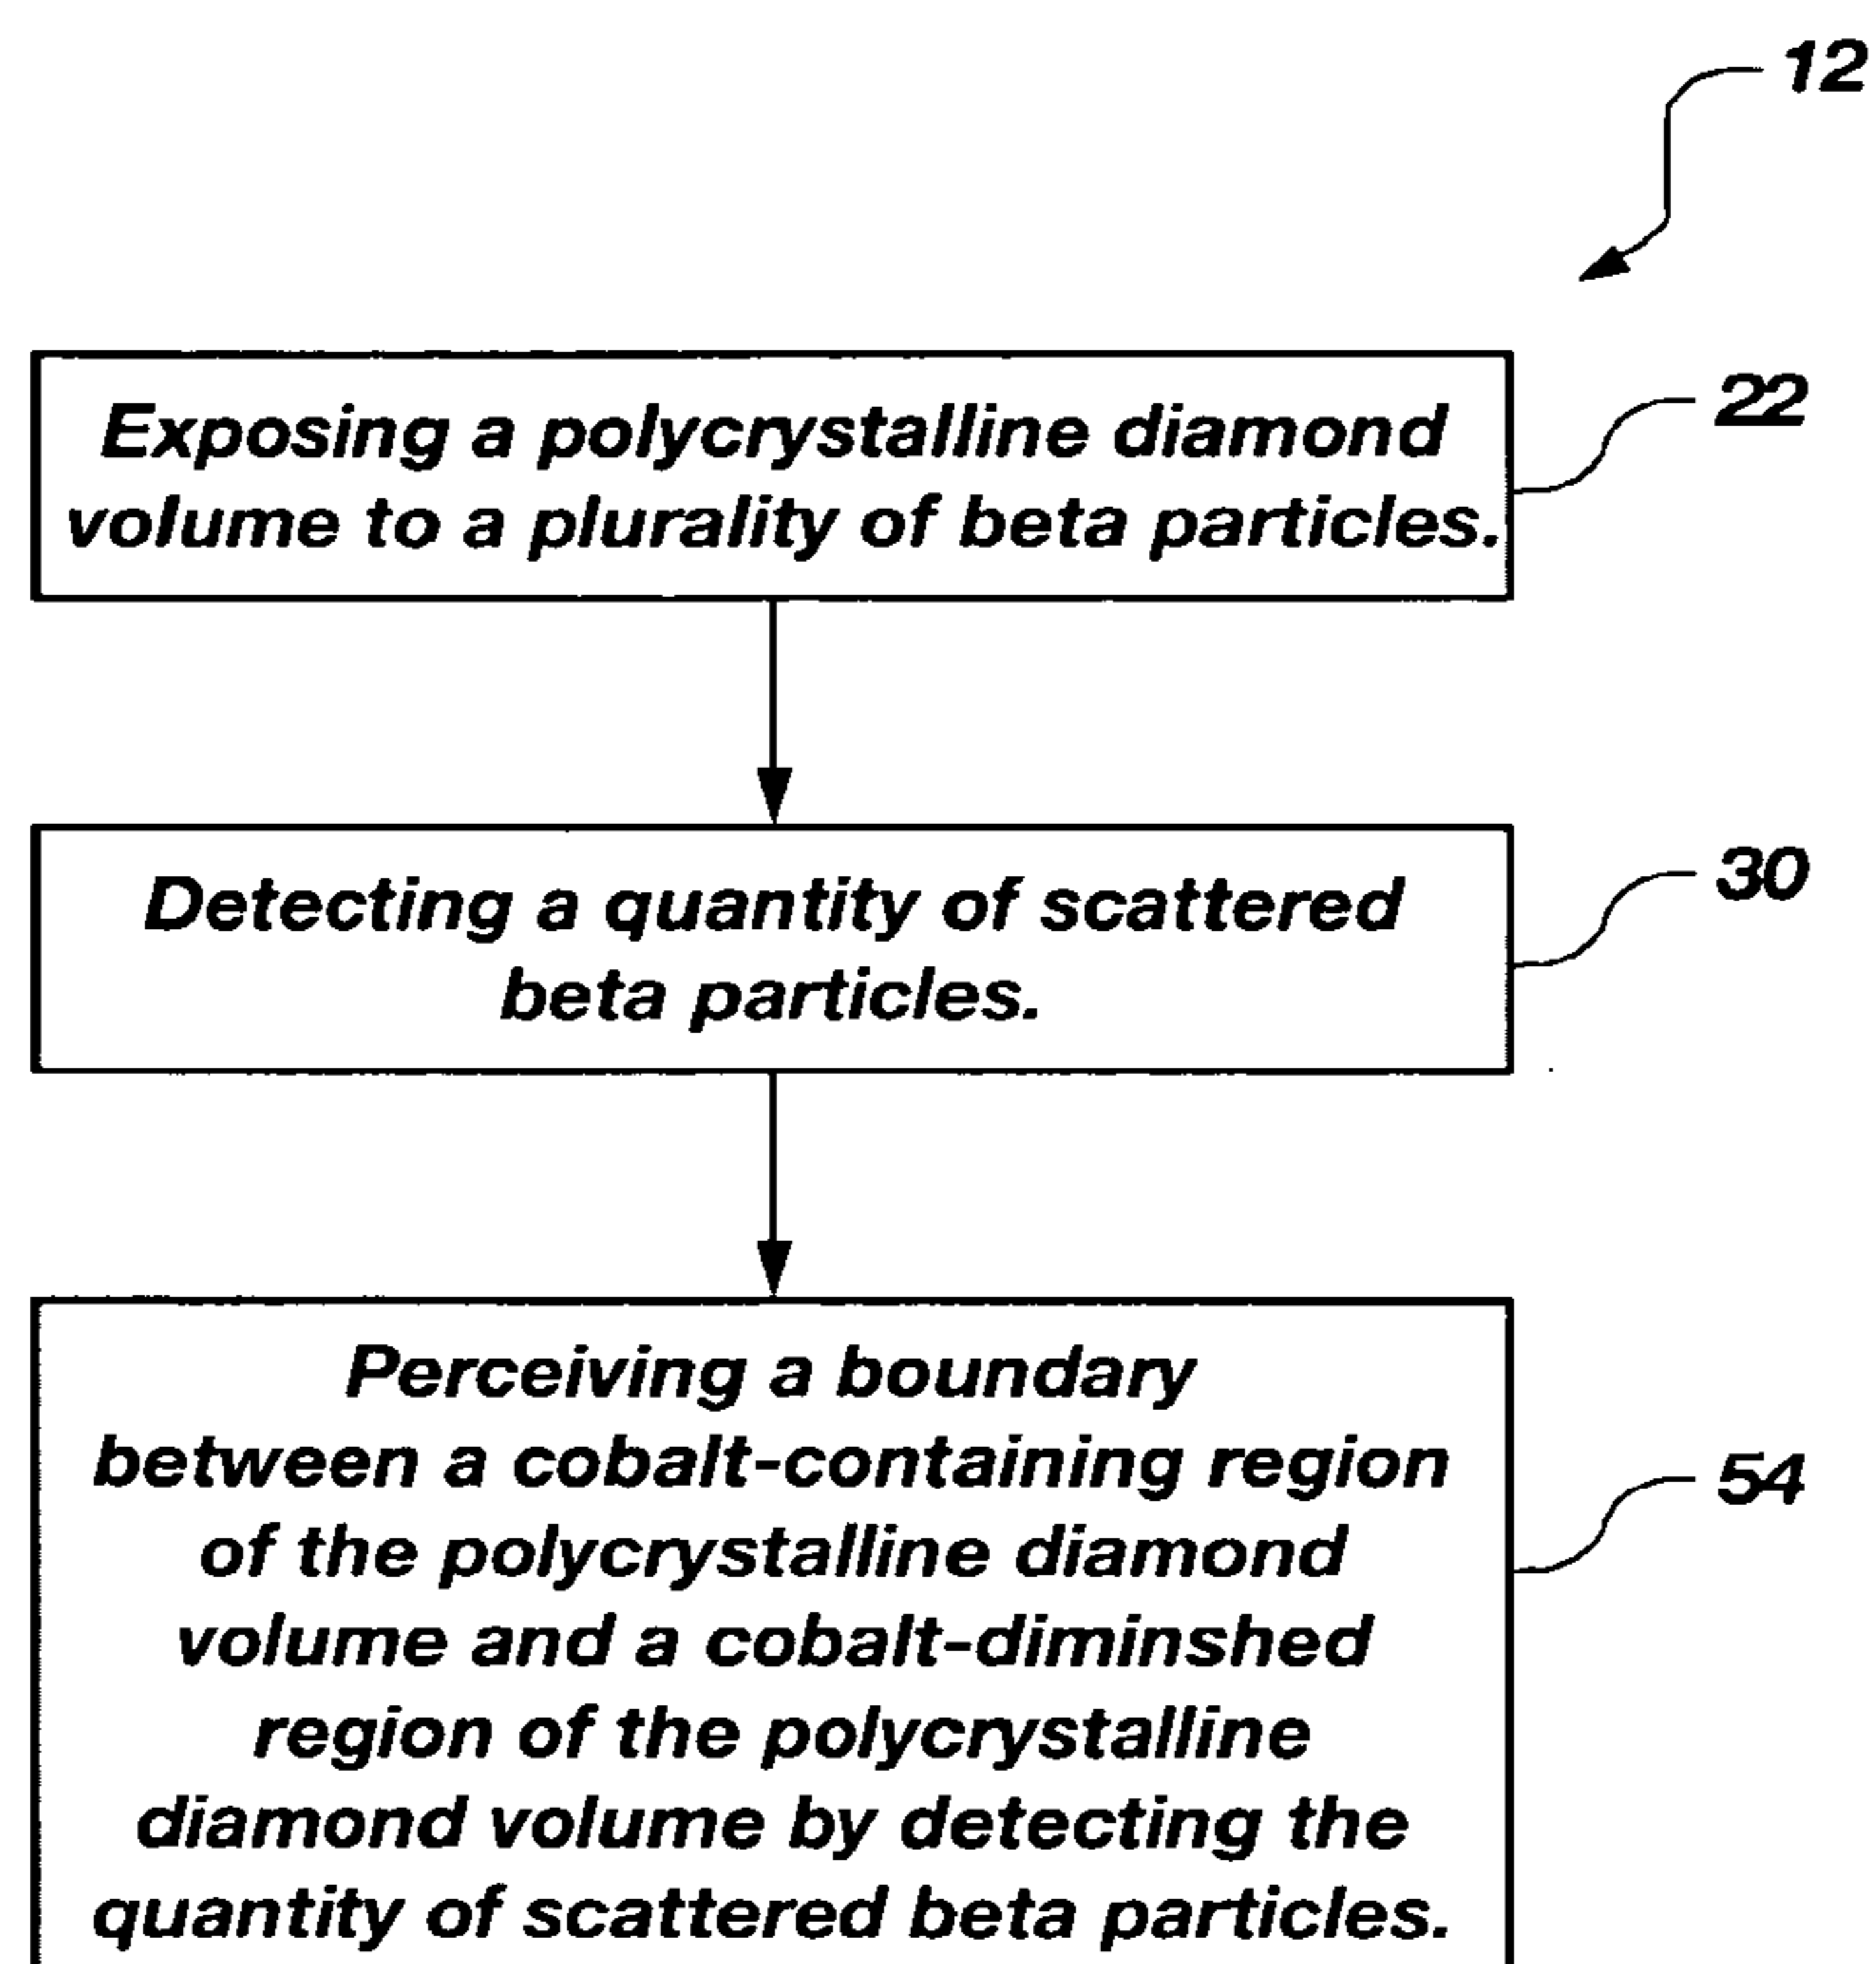 12
Exposing a polycrystalline diamond
volume to a plurality of beta particles.
22
Detecting a quantity of scattered
beta particles.
30
Perceiving a boundary
between a cobalt-containing region
of the polycrystalline diamond
volume and a cobalt-diminshed
region of the polycrystalline
diamond volume by detecting the
quantity of scattered beta particles.
54